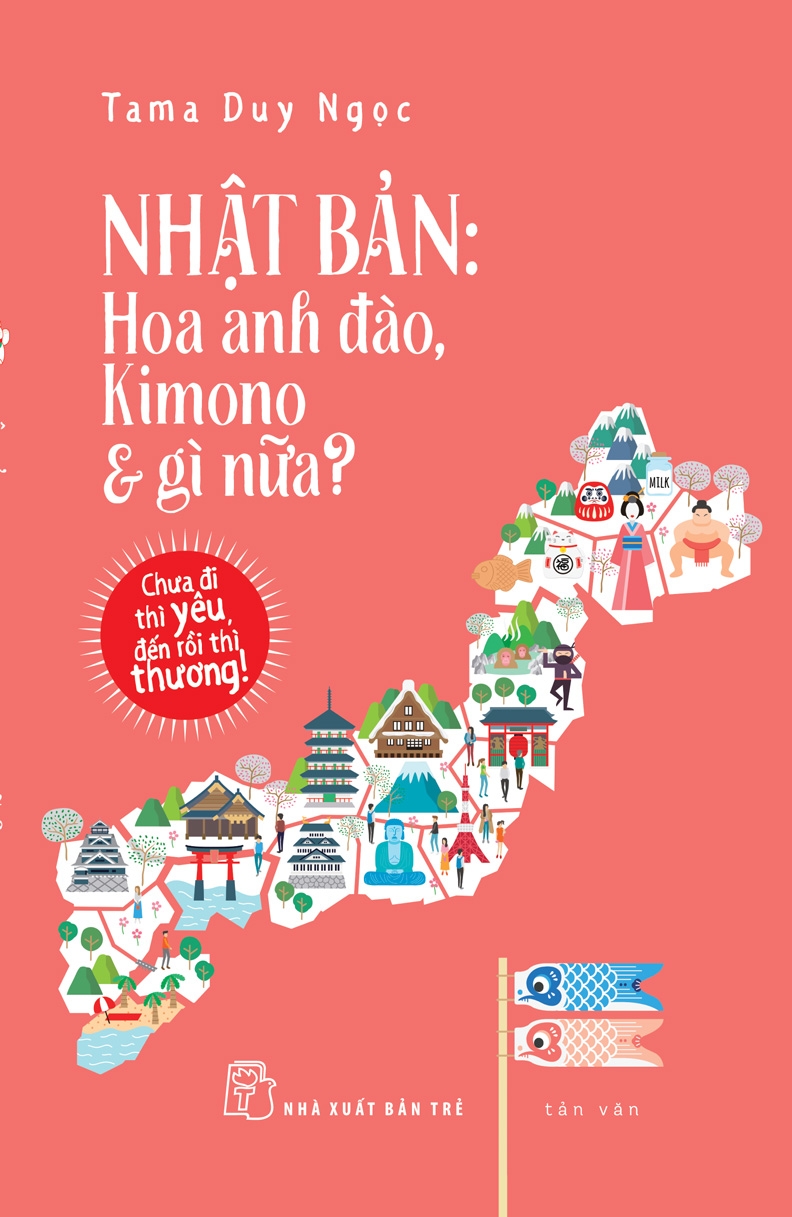 Tama Duy Ngọc
NHẬT BẢN:
Hoa anh đào,
Kimono
& gì nữa?
Chưa đi
thì yêu,
đến rồi thì
thương!
MILK
福
T
NHÀ XUẤT BẢN TRẺ
tản văn